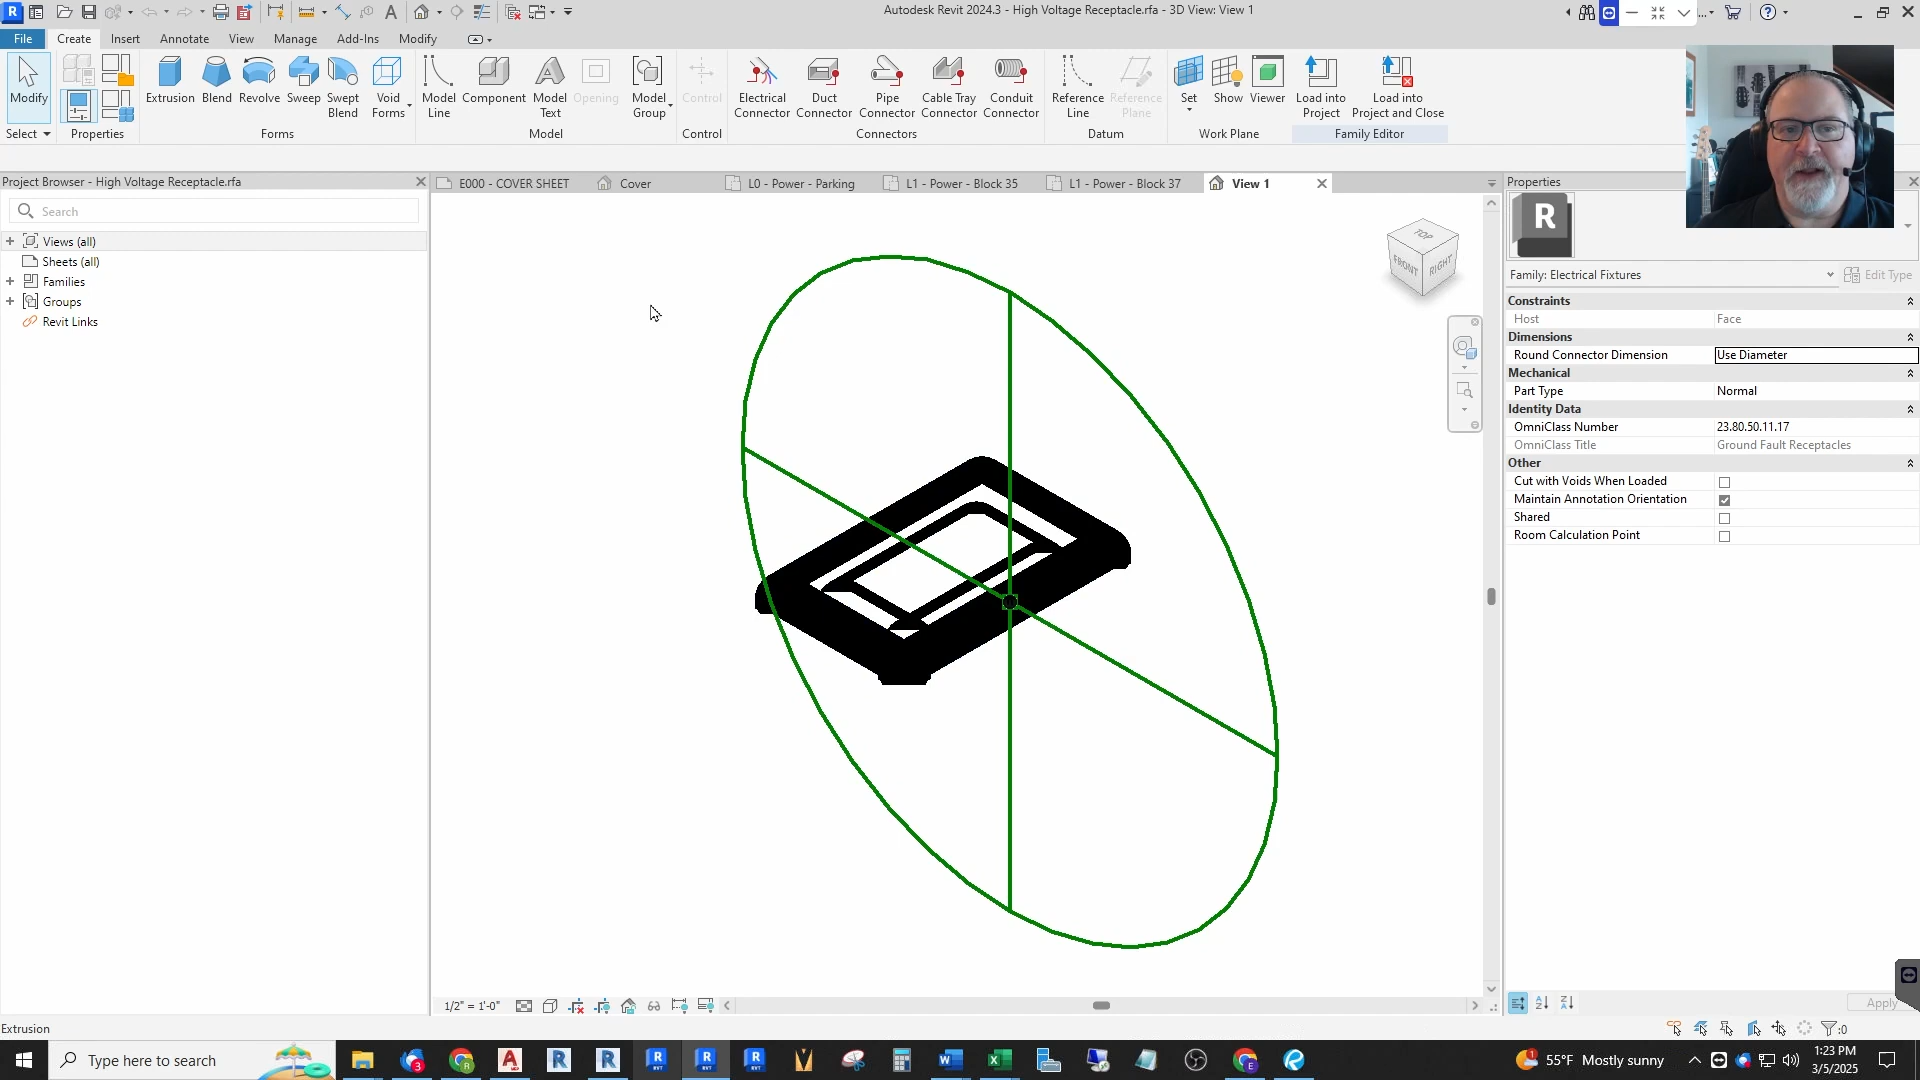 Autodesk Revit 2024.3 - High Voltage Receptacle.rfa - 3D View: View 1
File Create Insert Annotate View Manage Add-Ins Modify
Modify
Extrusion Blend Revolve Sweep Swept Blend Void Forms
Model Line Component Model Text Opening Model Group
Control
Electrical Connector Duct Connector Pipe Connector Cable Tray Connector Conduit Connector
Reference Line Reference Plane
Set Show Viewer
Load into Project Load into Project and Close
Select Properties Forms Model Control Connectors Datum Work Plane Family Editor
Project Browser - High Voltage Receptacle.rfa
Search
Views (all)
Sheets (all)
Families
Groups
Revit Links
E000 - COVER SHEET Cover L0 - Power - Parking L1 - Power - Block 35 L1 - Power - Block 37 View 1
TOP
FRONT RIGHT
Properties
R
Family: Electrical Fixtures Edit Type
Constraints
Host Face
Dimensions
Round Connector Dimension Use Diameter
Mechanical
Part Type Normal
Identity Data
OmniClass Number 23.80.50.11.17
OmniClass Title Ground Fault Receptacles
Other
Cut with Voids When Loaded
Maintain Annotation Orientation
Shared
Room Calculation Point
1/2" = 1'-0"
Apply
Extrusion
:0
Type here to search
55°F Mostly sunny
1:23 PM
3/5/2025